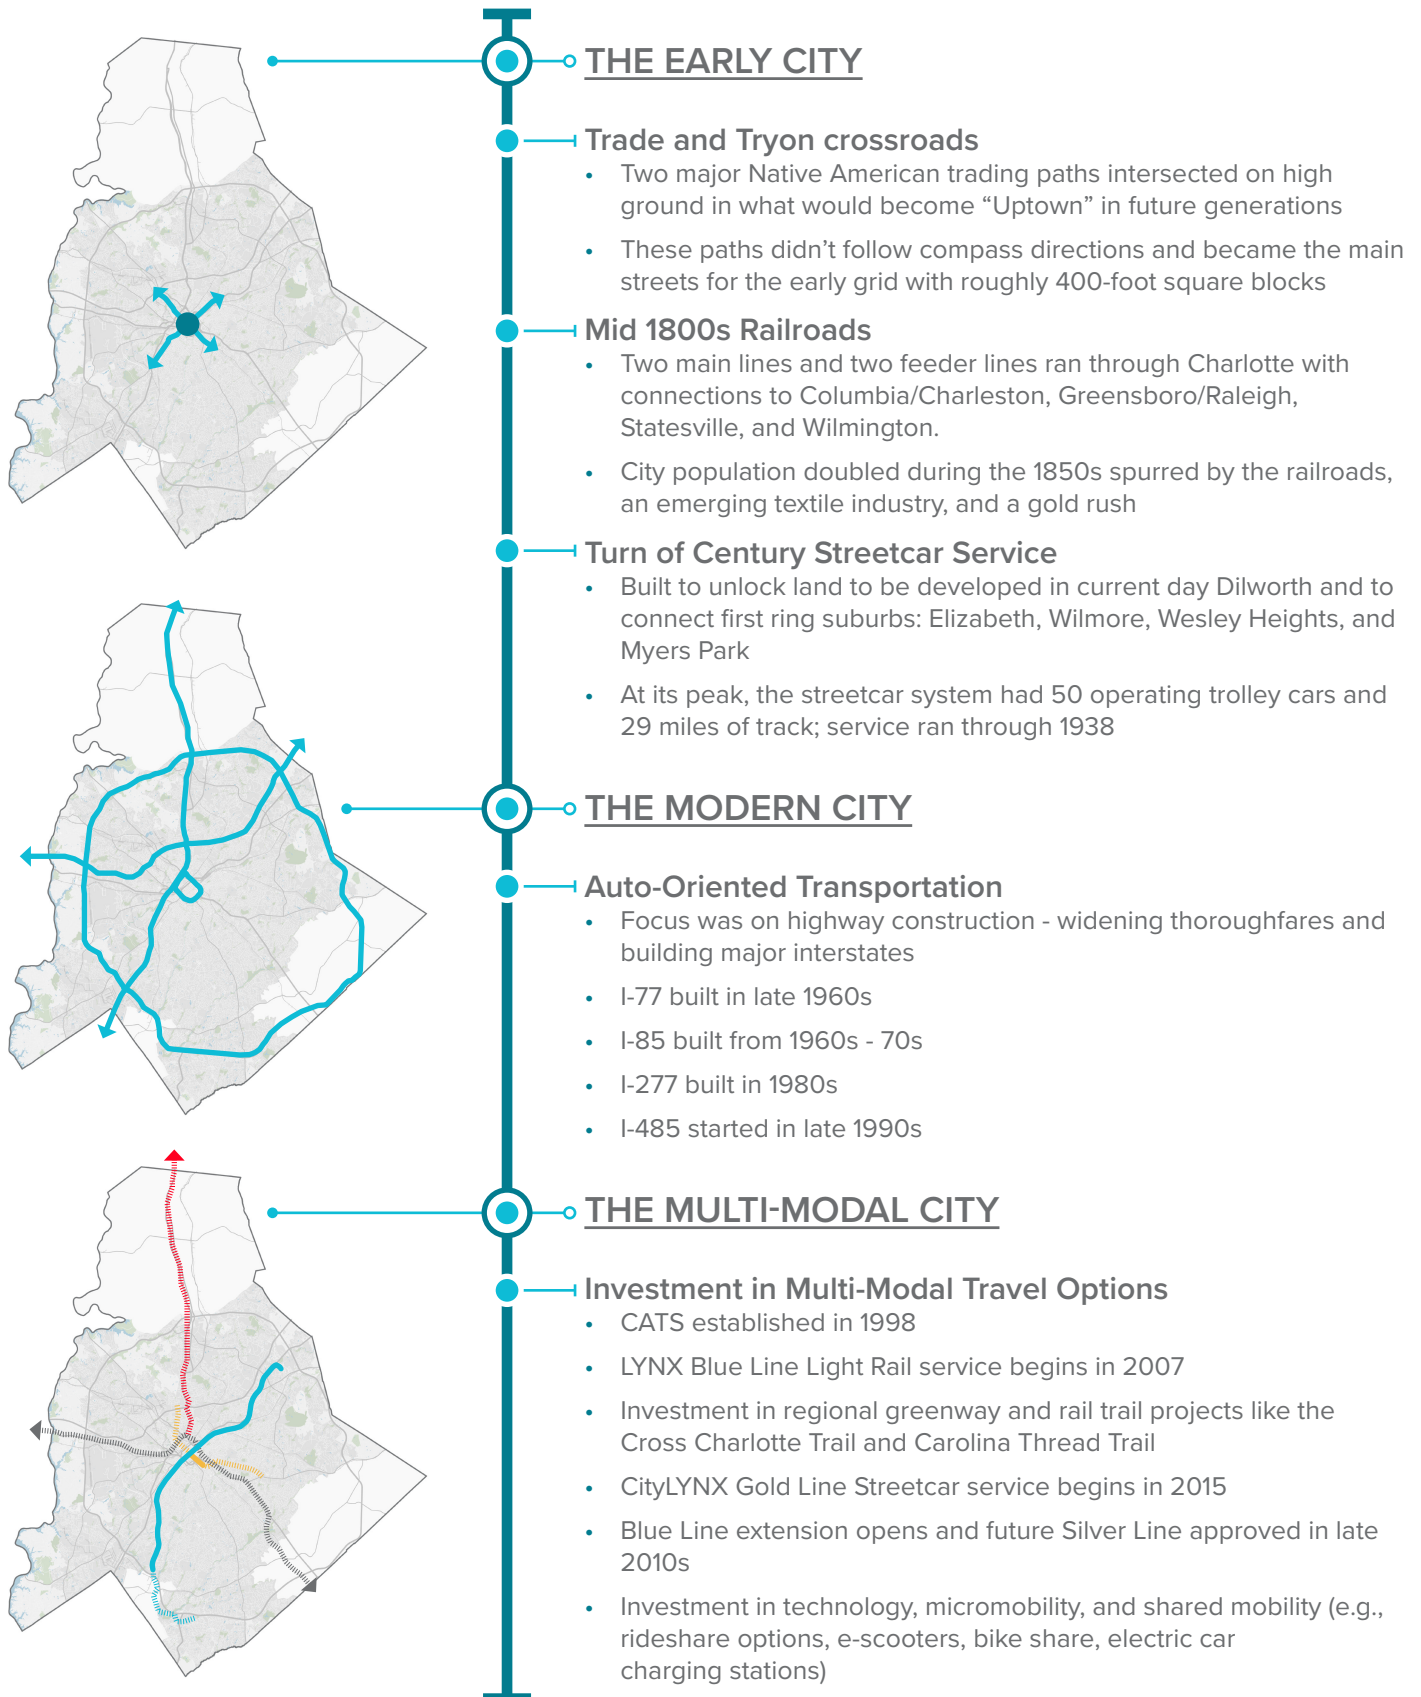 THE EARLY CITY
Trade and Tryon crossroads
• Two major Native American trading paths intersected on high
ground in what would become “Uptown” in future generations
• These paths didn’t follow compass directions and became the main
streets for the early grid with roughly 400-foot square blocks
Mid 1800s Railroads
• Two main lines and two feeder lines ran through Charlotte with
connections to Columbia/Charleston, Greensboro/Raleigh,
Statesville, and Wilmington.
• City population doubled during the 1850s spurred by the railroads,
an emerging textile industry, and a gold rush
Turn of Century Streetcar Service
• Built to unlock land to be developed in current day Dilworth and to
connect first ring suburbs: Elizabeth, Wilmore, Wesley Heights, and
Myers Park
• At its peak, the streetcar system had 50 operating trolley cars and
29 miles of track; service ran through 1938
THE MODERN CITY
Auto-Oriented Transportation
• Focus was on highway construction - widening thoroughfares and
building major interstates
• I-77 built in late 1960s
• I-85 built from 1960s - 70s
• I-277 built in 1980s
• I-485 started in late 1990s
THE MULTI-MODAL CITY
Investment in Multi-Modal Travel Options
• CATS established in 1998
• LYNX Blue Line Light Rail service begins in 2007
• Investment in regional greenway and rail trail projects like the
Cross Charlotte Trail and Carolina Thread Trail
• CityLYNX Gold Line Streetcar service begins in 2015
• Blue Line extension opens and future Silver Line approved in late
2010s
• Investment in technology, micromobility, and shared mobility (e.g.,
rideshare options, e-scooters, bike share, electric car
charging stations)